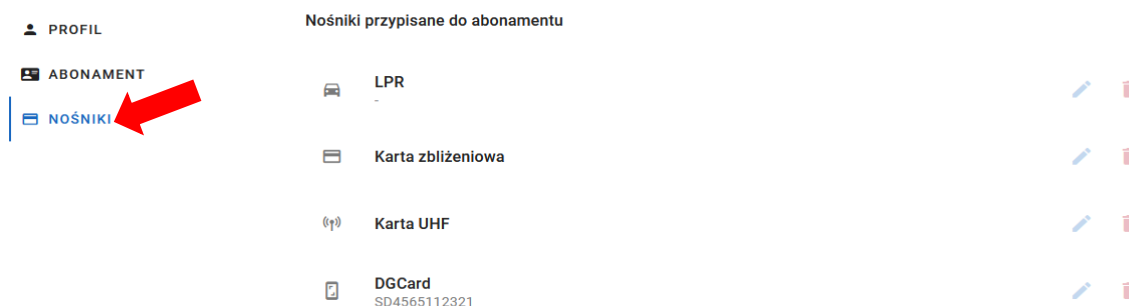 PROFIL
ABONAMENT
NOŚNIKI
Nośniki przypisane do abonamentu
LPR
-
Karta zbliżeniowa
Karta UHF
DGCard
SD4565112321